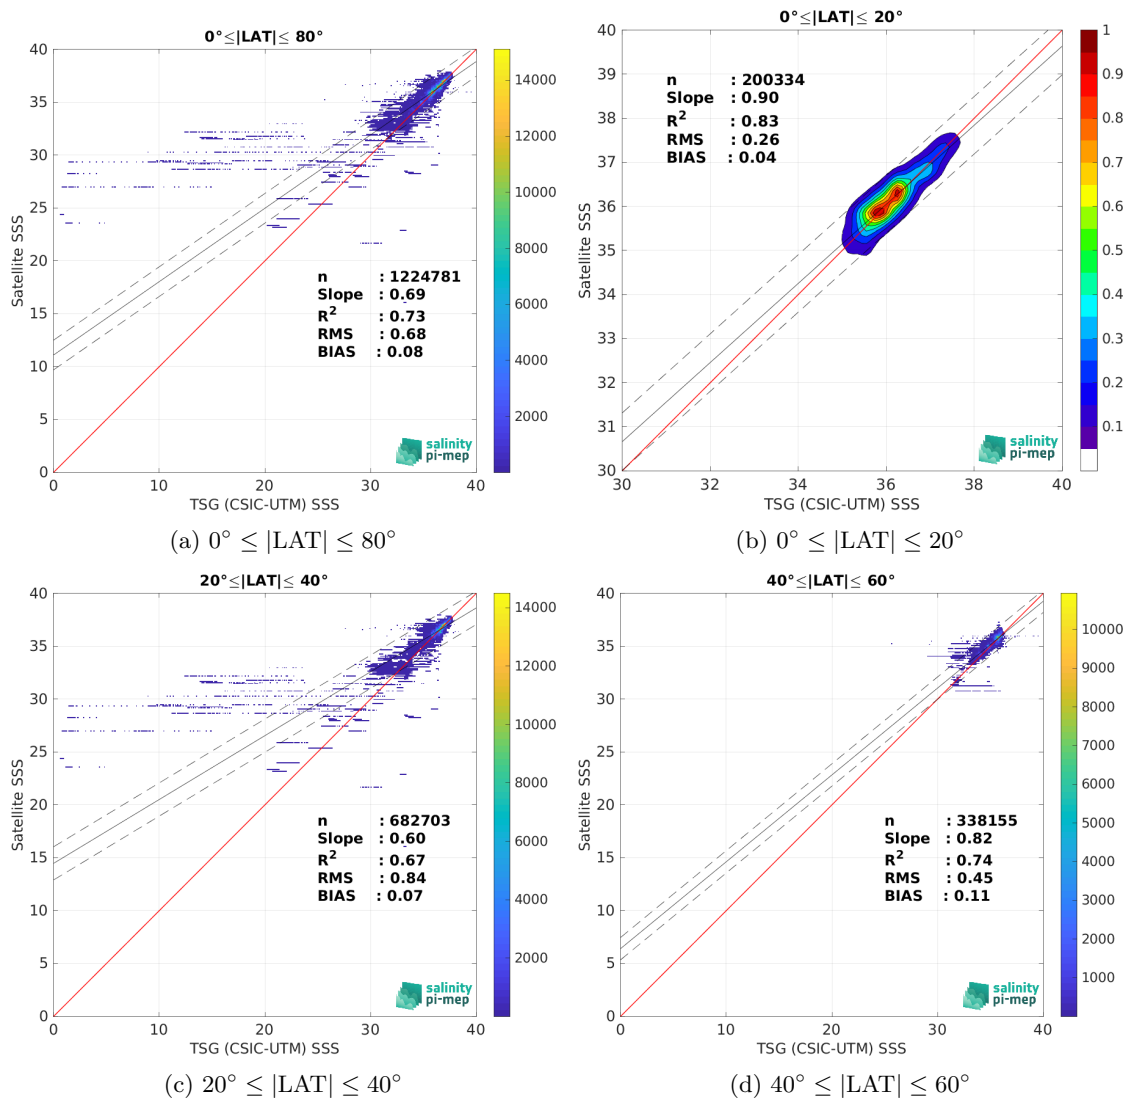 0°≤|LAT|≤ 80°
40
35
30
25
20
15
10
5
0
Satellite SSS
n : 1224781
Slope : 0.69
R² : 0.73
RMS : 0.68
BIAS : 0.08
salinity
pi-mep
0 10 20 30 40
TSG (CSIC-UTM) SSS
14000
12000
10000
8000
6000
4000
2000
(a) 0° ≤ |LAT| ≤ 80°
0°≤|LAT|≤ 20°
40
39
38
37
36
35
34
33
32
31
30
Satellite SSS
n : 200334
Slope : 0.90
R² : 0.83
RMS : 0.26
BIAS : 0.04
salinity
pi-mep
30 32 34 36 38 40
TSG (CSIC-UTM) SSS
1
0.9
0.8
0.7
0.6
0.5
0.4
0.3
0.2
0.1
(b) 0° ≤ |LAT| ≤ 20°
20°≤|LAT|≤ 40°
40
35
30
25
20
15
10
5
0
Satellite SSS
n : 682703
Slope : 0.60
R² : 0.67
RMS : 0.84
BIAS : 0.07
salinity
pi-mep
0 10 20 30 40
TSG (CSIC-UTM) SSS
14000
12000
10000
8000
6000
4000
2000
(c) 20° ≤ |LAT| ≤ 40°
40°≤|LAT|≤ 60°
40
35
30
25
20
15
10
5
0
Satellite SSS
n : 338155
Slope : 0.82
R² : 0.74
RMS : 0.45
BIAS : 0.11
salinity
pi-mep
0 10 20 30 40
TSG (CSIC-UTM) SSS
10000
9000
8000
7000
6000
5000
4000
3000
2000
1000
(d) 40° ≤ |LAT| ≤ 60°